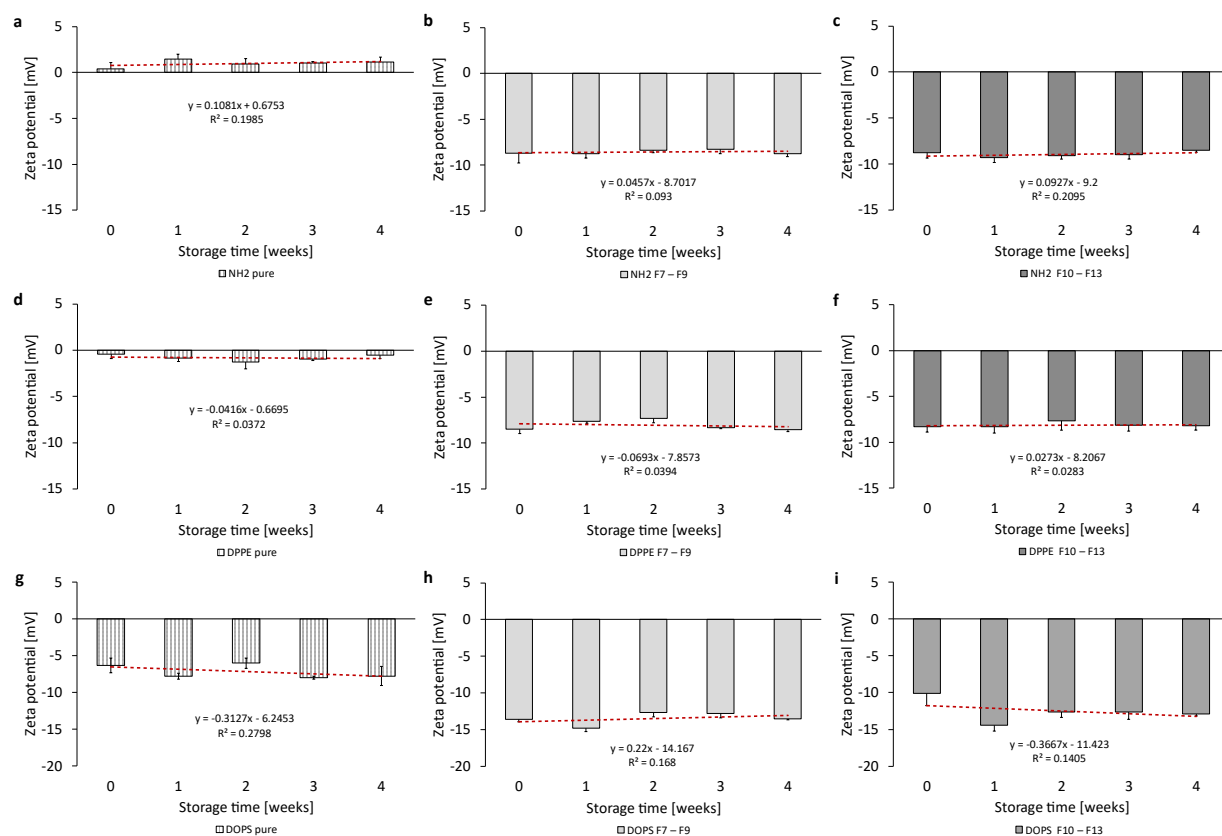 a
Zeta potential [mV]
5
0
-5
-10
-15
y = 0.1081x + 0.6753
R² = 0.1985
0 1 2 3 4
Storage time [weeks]
NH2 pure
b
Zeta potential [mV]
5
0
-5
-10
-15
y = 0.0457x - 8.7017
R² = 0.093
0 1 2 3 4
Storage time [weeks]
NH2 F7 – F9
c
Zeta potential [mV]
5
0
-5
-10
-15
y = 0.0927x - 9.2
R² = 0.2095
0 1 2 3 4
Storage time [weeks]
NH2 F10 – F13
d
Zeta potential [mV]
5
0
-5
-10
-15
y = -0.0416x - 0.6695
R² = 0.0372
0 1 2 3 4
Storage time [weeks]
DPPE pure
e
Zeta potential [mV]
5
0
-5
-10
-15
y = -0.0693x - 7.8573
R² = 0.0394
0 1 2 3 4
Storage time [weeks]
DPPE F7 – F9
f
Zeta potential [mV]
5
0
-5
-10
-15
y = 0.0273x - 8.2067
R² = 0.0283
0 1 2 3 4
Storage time [weeks]
DPPE F10 – F13
g
Zeta potential [mV]
5
0
-5
-10
-15
-20
y = -0.3127x - 6.2453
R² = 0.2798
0 1 2 3 4
Storage time [weeks]
DOPS pure
h
Zeta potential [mV]
5
0
-5
-10
-15
-20
y = 0.22x - 14.167
R² = 0.168
0 1 2 3 4
Storage time [weeks]
DOPS F7 – F9
i
Zeta potential [mV]
5
0
-5
-10
-15
-20
y = -0.3667x - 11.423
R² = 0.1405
0 1 2 3 4
Storage time [weeks]
DOPS F10 – F13